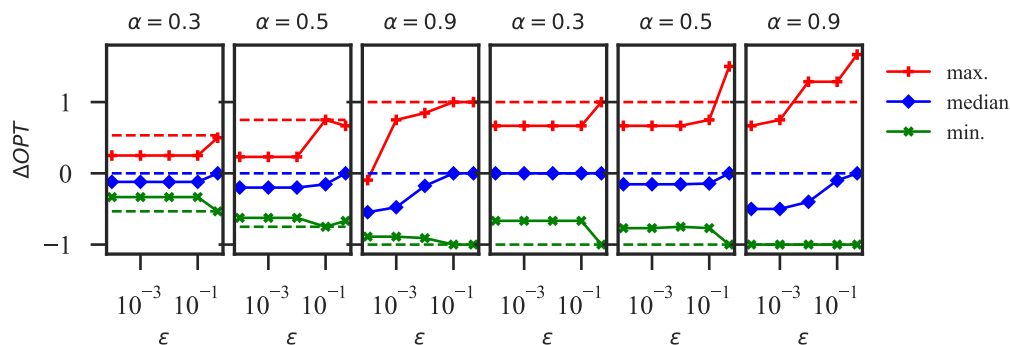 α = 0.3 α = 0.5 α = 0.9 α = 0.3 α = 0.5 α = 0.9
max.
median
min.
ΔOPT
1
0
−1
10⁻³ 10⁻¹ 10⁻³ 10⁻¹ 10⁻³ 10⁻¹ 10⁻³ 10⁻¹ 10⁻³ 10⁻¹ 10⁻³ 10⁻¹
ε ε ε ε ε ε